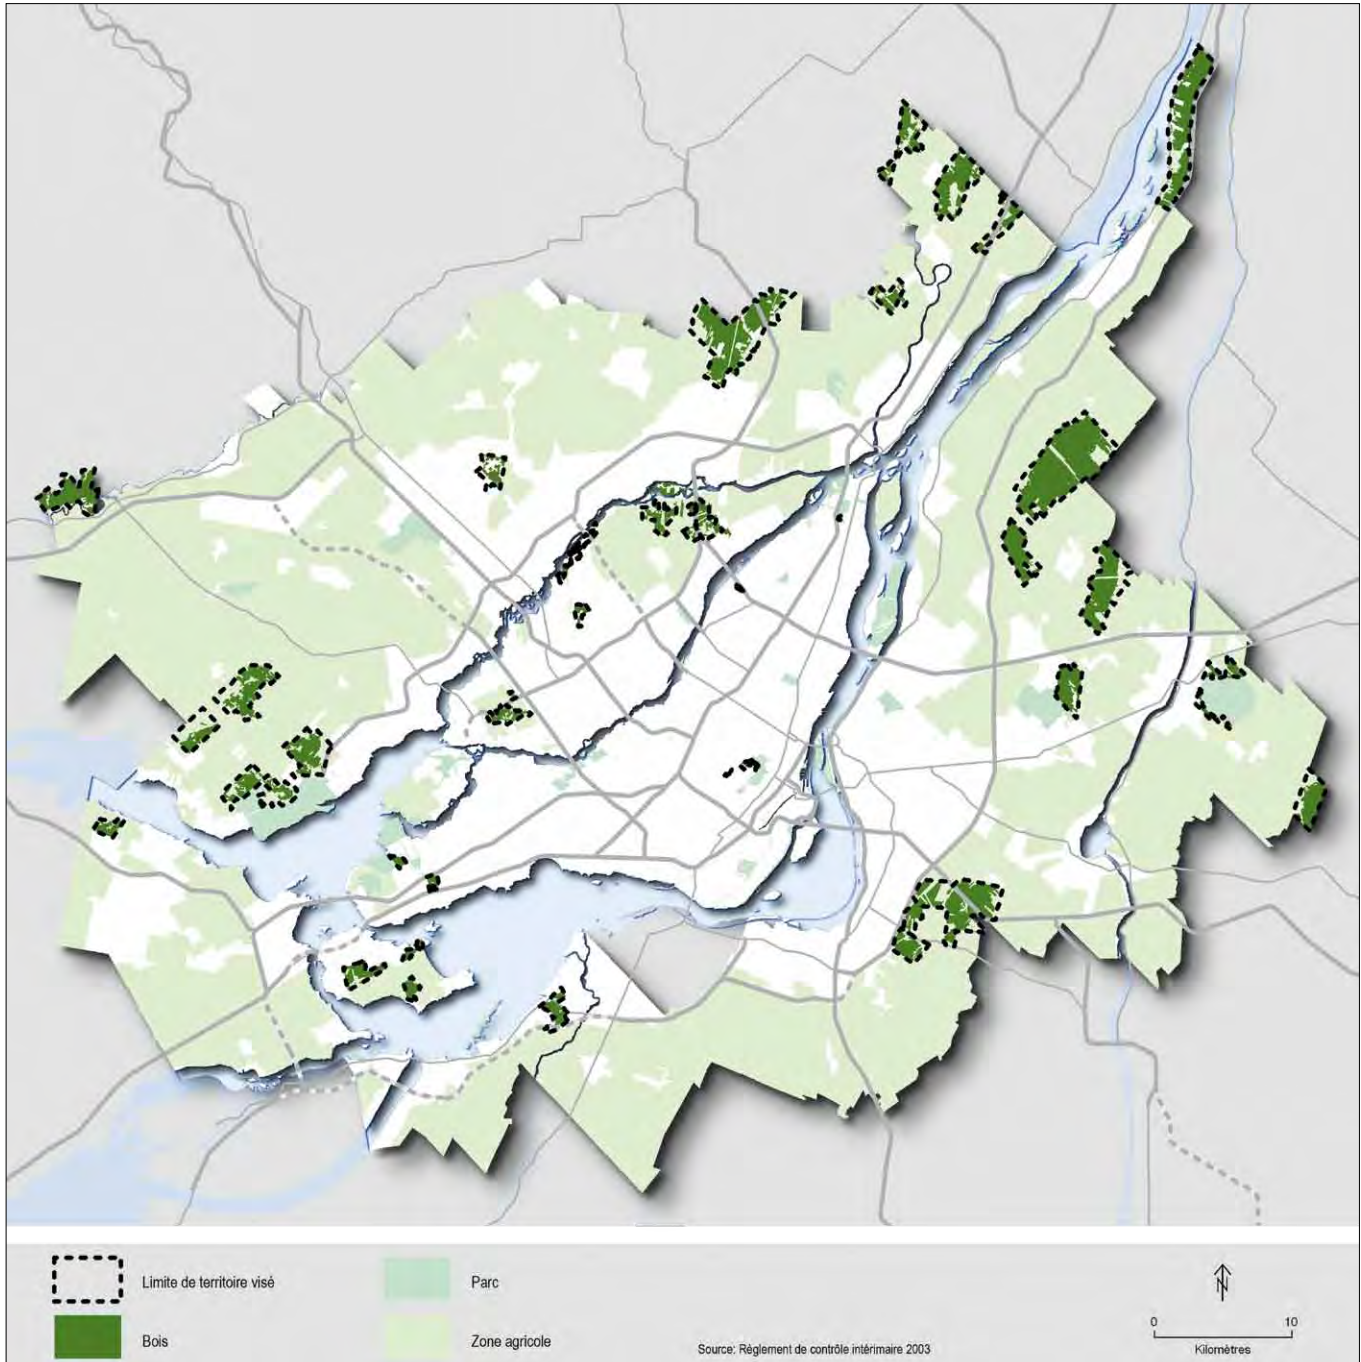 Limite de territoire visé
Parc
Bois
Zone agricole
Source: Règlement de contrôle intérimaire 2003
N
0 10
Kilomètres